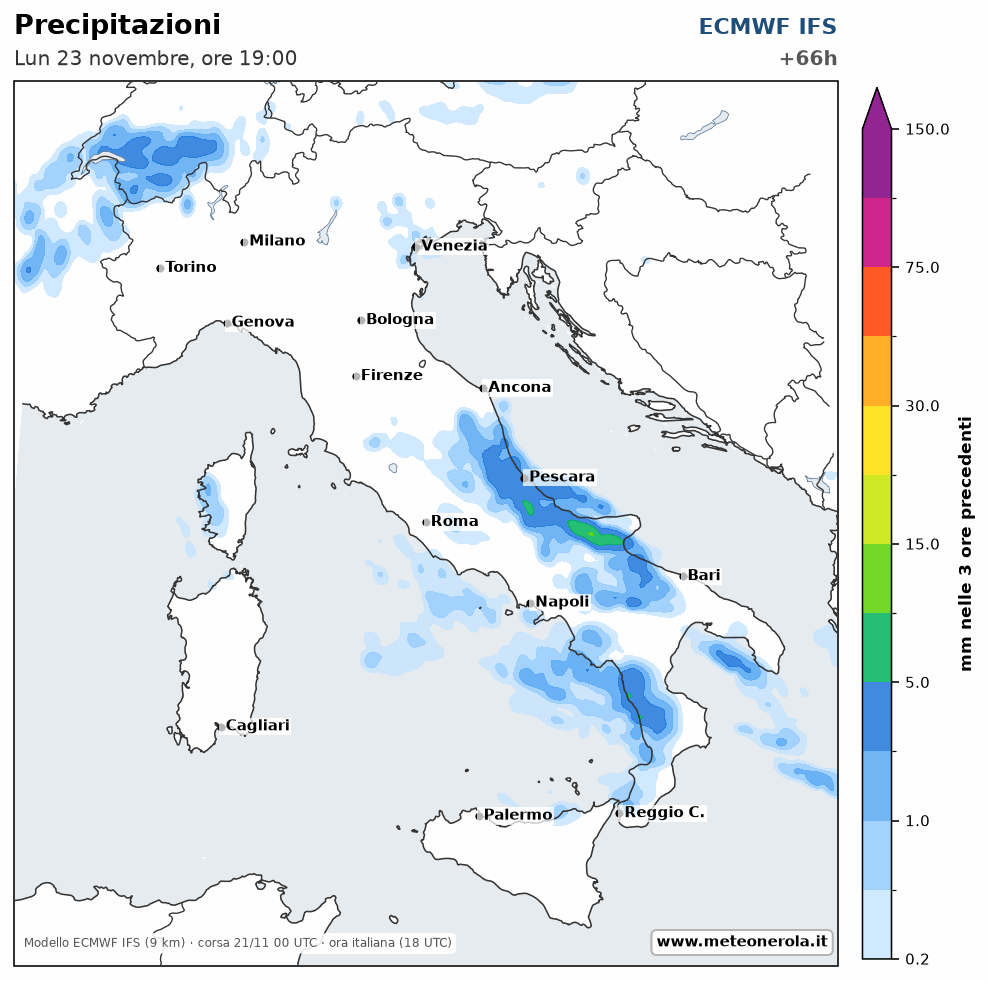 Precipitazioni
ECMWF IFS
Lun 23 novembre, ore 19:00
+66h
150.0
75.0
30.0
15.0
5.0
1.0
0.2
mm nelle 3 ore precedenti
Milano
Venezia
Torino
Genova
Bologna
Firenze
Ancona
Pescara
Roma
Bari
Napoli
Cagliari
Palermo
Reggio C.
Modello ECMWF IFS (9 km) · corsa 21/11 00 UTC · ora italiana (18 UTC)
www.meteonerola.it